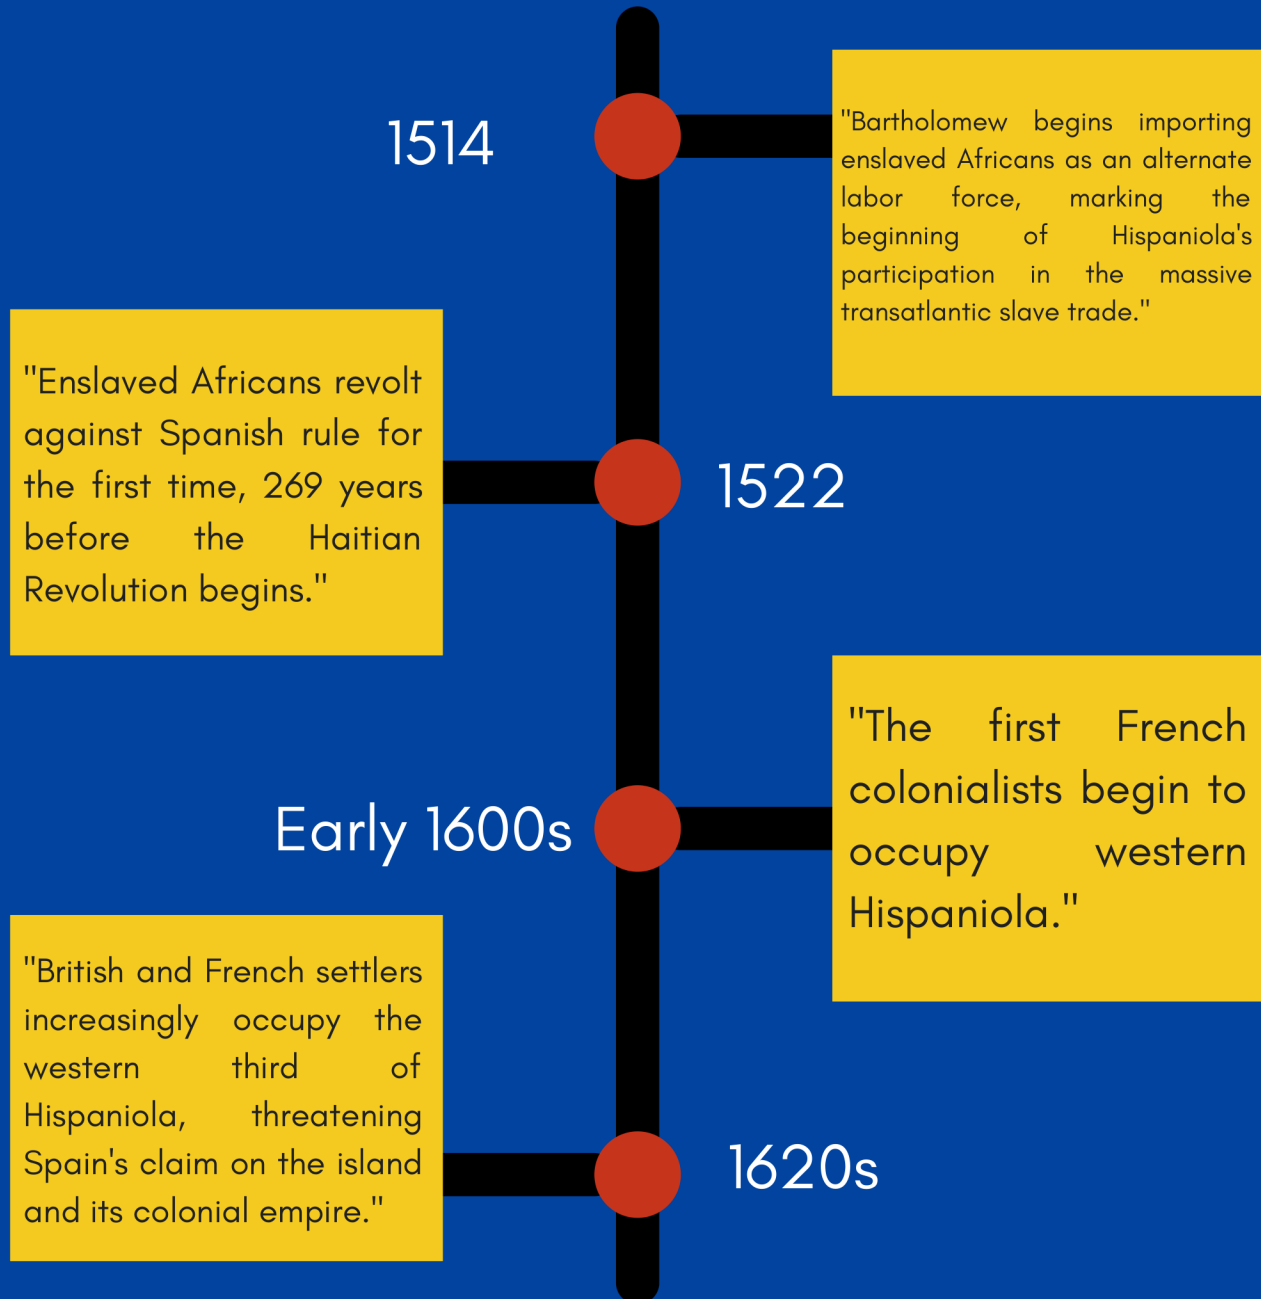 1514
"Bartholomew begins importing
enslaved Africans as an alternate
labor force, marking the
beginning of Hispaniola's
participation in the massive
transatlantic slave trade."
"Enslaved Africans revolt
against Spanish rule for
the first time, 269 years
before the Haitian
Revolution begins."
1522
Early 1600s
"The first French
colonialists begin to
occupy western
Hispaniola."
"British and French settlers
increasingly occupy the
western third of
Hispaniola, threatening
Spain's claim on the island
and its colonial empire."
1620s